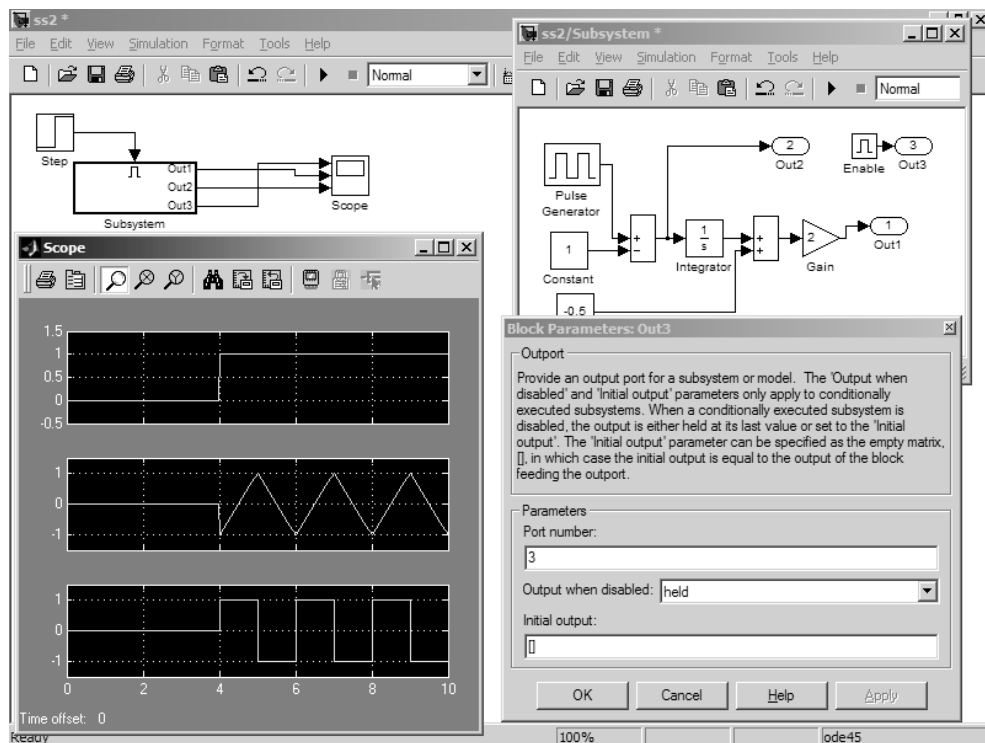 ss2 *
File Edit View Simulation Format Tools Help
Normal
Step
Out1
Out2
Out3
Subsystem
Scope
ss2/Subsystem *
File Edit View Simulation Format Tools Help
Normal
Pulse
Generator
1
Constant
-0.5
+
−
1
s
Integrator
+
+
2
Gain
2
Out2
Enable
3
Out3
1
Out1
Scope
1.5
1
0.5
0
-0.5
1
0
-1
1
0
-1
0 2 4 6 8 10
Time offset: 0
Block Parameters: Out3
Outport
Provide an output port for a subsystem or model. The 'Output when
disabled' and 'Initial output' parameters only apply to conditionally
executed subsystems. When a conditionally executed subsystem is
disabled, the output is either held at its last value or set to the 'Initial
output'. The 'Initial output' parameter can be specified as the empty matrix,
[], in which case the initial output is equal to the output of the block
feeding the outport.
Parameters
Port number:
3
Output when disabled: held
Initial output:
[]
OK Cancel Help Apply
Ready 100% ode45